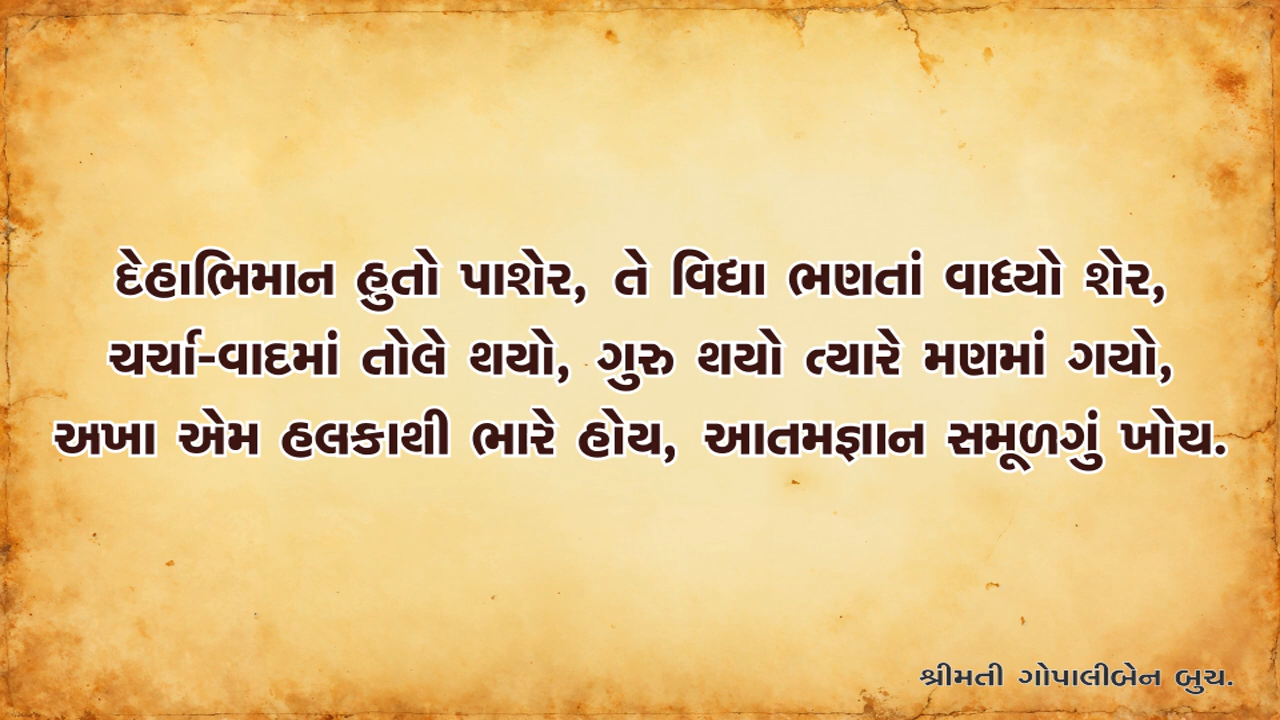 દેહાભિમાન હુતો પાશેર, તે વિદ્યા ભણતાં વાધ્યો શેર,
ચર્ચા-વાદમાં તોલે થયો, ગુરુ થયો ત્યારે મણમાં ગયો,
અખા એમ હલકાથી ભારે હોય, આતમજ્ઞાન સમૂળગું ખોય.
શ્રીમતી ગોપાલીબેન બુચ.